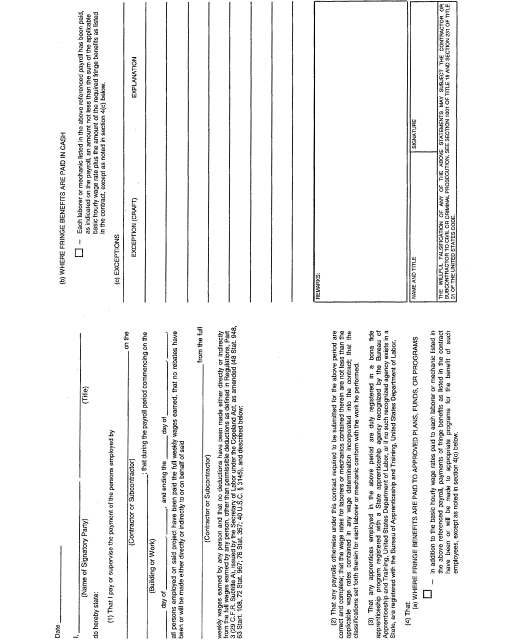 Date
I,
(Name of Signatory Party)
(Title)
do hereby state:
(1) That I pay or supervise the payment of the persons employed by
on the
(Contractor or Subcontractor)
; that during the payroll period commencing on the
(Building or Work)
day of , and ending the day of ,
all persons employed on said project have been paid the full weekly wages earned, that no rebates have
been or will be made either directly or indirectly to or on behalf of said
from the full
(Contractor or Subcontractor)
weekly wages earned by any person and that no deductions have been made either directly or indirectly
from the full wages earned by any person, other than permissible deductions as defined in Regulations, Part
3 (29 C.F.R. Subtitle A), issued by the Secretary of Labor under the Copeland Act, as amended (48 Stat. 948,
63 Stat. 108, 72 Stat. 967; 76 Stat. 357; 40 U.S.C. § 3145), and described below:
(2) That any payrolls otherwise under this contract required to be submitted for the above period are
correct and complete; that the wage rates for laborers or mechanics contained therein are not less than the
applicable wage rates contained in any wage determination incorporated into the contract; that the
classifications set forth therein for each laborer or mechanic conform with the work he performed.
(3) That any apprentices employed in the above period are duly registered in a bona fide
apprenticeship program registered with a State apprenticeship agency recognized by the Bureau of
Apprenticeship and Training, United States Department of Labor, or if no such recognized agency exists in a
State, are registered with the Bureau of Apprenticeship and Training, United States Department of Labor.
(4) That:
(a) WHERE FRINGE BENEFITS ARE PAID TO APPROVED PLANS, FUNDS, OR PROGRAMS
– In addition to the basic hourly wage rates paid to each laborer or mechanic listed in
the above referenced payroll, payments of fringe benefits as listed in the contract
have been or will be made to appropriate programs for the benefit of such
employees, except as noted in section 4(c) below.
(b) WHERE FRINGE BENEFITS ARE PAID IN CASH
– Each laborer or mechanic listed in the above referenced payroll has been paid,
as indicated on the payroll, an amount not less than the sum of the applicable
basic hourly wage rate plus the amount of the required fringe benefits as listed
in the contract, except as noted in section 4(c) below.
(c) EXCEPTIONS
EXCEPTION (CRAFT)
EXPLANATION
REMARKS:
NAME AND TITLE
SIGNATURE
THE WILLFUL FALSIFICATION OF ANY OF THE ABOVE STATEMENTS MAY SUBJECT THE CONTRACTOR OR
SUBCONTRACTOR TO CIVIL OR CRIMINAL PROSECUTION. SEE SECTION 1001 OF TITLE 18 AND SECTION 231 OF TITLE
31 OF THE UNITED STATES CODE.